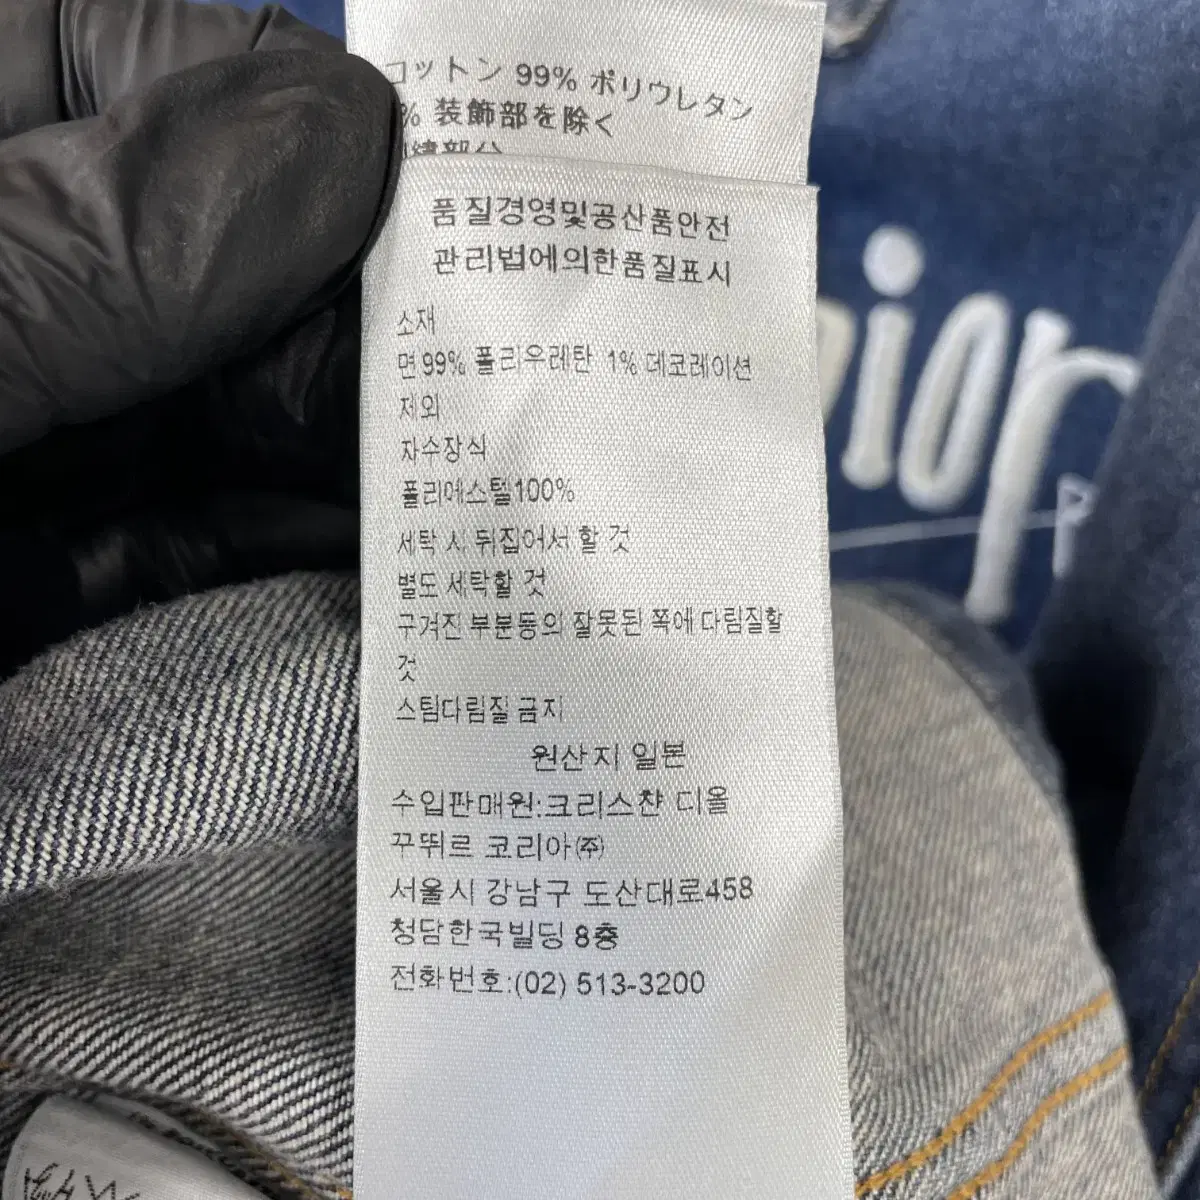 コットン 99% ポリウレタン
% 装飾部を除く
品질경영및공산품안전
관리법에의한품질표시
소재
면 99% 폴리우레탄 1% 데코레이션
제외
자수장식
폴리에스텔100%
세탁 시 뒤집어서 할 것
별도 세탁할 것
구겨진 부분등의 잘못된 쪽에 다림질할
것
스팀다림질 금지
원산지 일본
수입판매원:크리스챤 디올
꾸뛰르 코리아㈜
서울시 강남구 도산대로458
청담한국빌딩 8층
전화번호:(02) 513-3200
ior